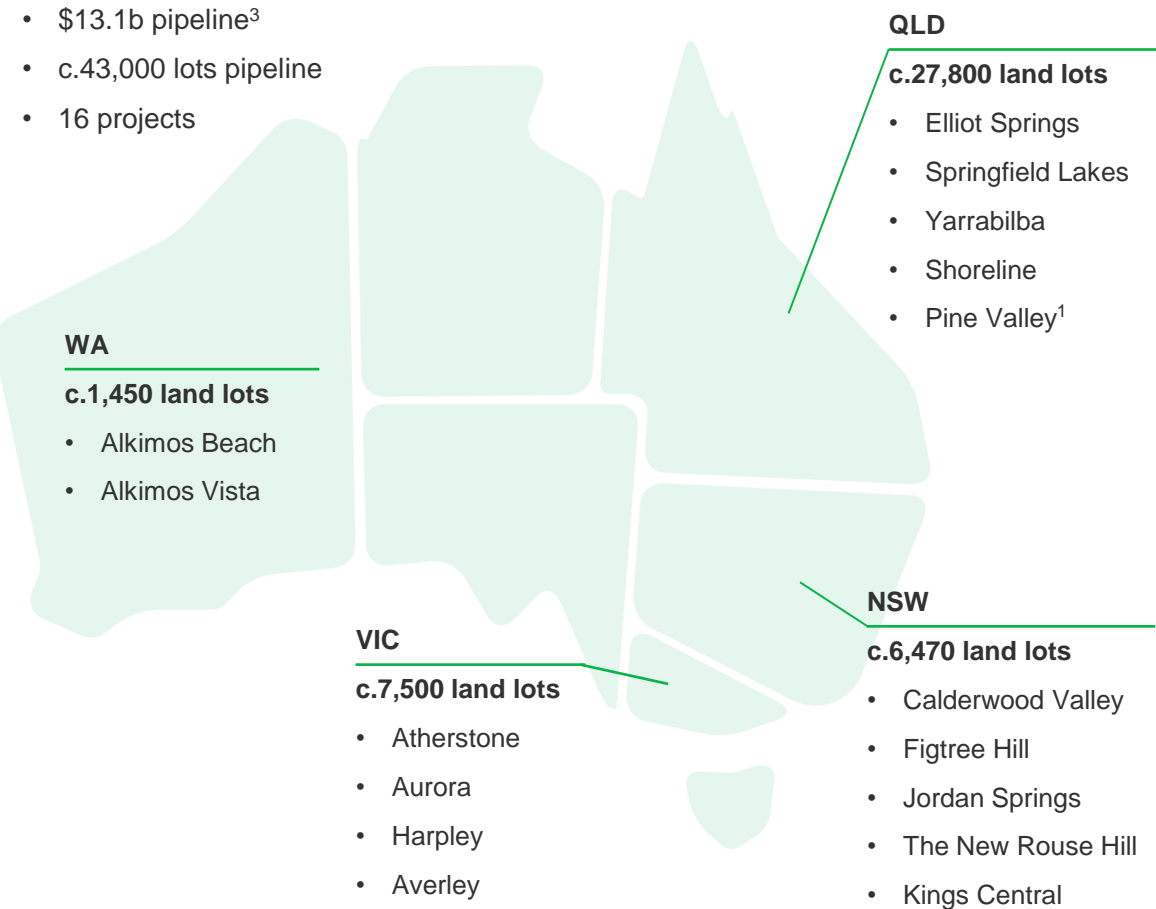 • $13.1b pipeline³
• c.43,000 lots pipeline
• 16 projects
QLD
c.27,800 land lots
• Elliot Springs
• Springfield Lakes
• Yarrabilba
• Shoreline
• Pine Valley¹
WA
c.1,450 land lots
• Alkimos Beach
• Alkimos Vista
NSW
c.6,470 land lots
• Calderwood Valley
• Figtree Hill
• Jordan Springs
• The New Rouse Hill
• Kings Central
VIC
c.7,500 land lots
• Atherstone
• Aurora
• Harpley
• Averley